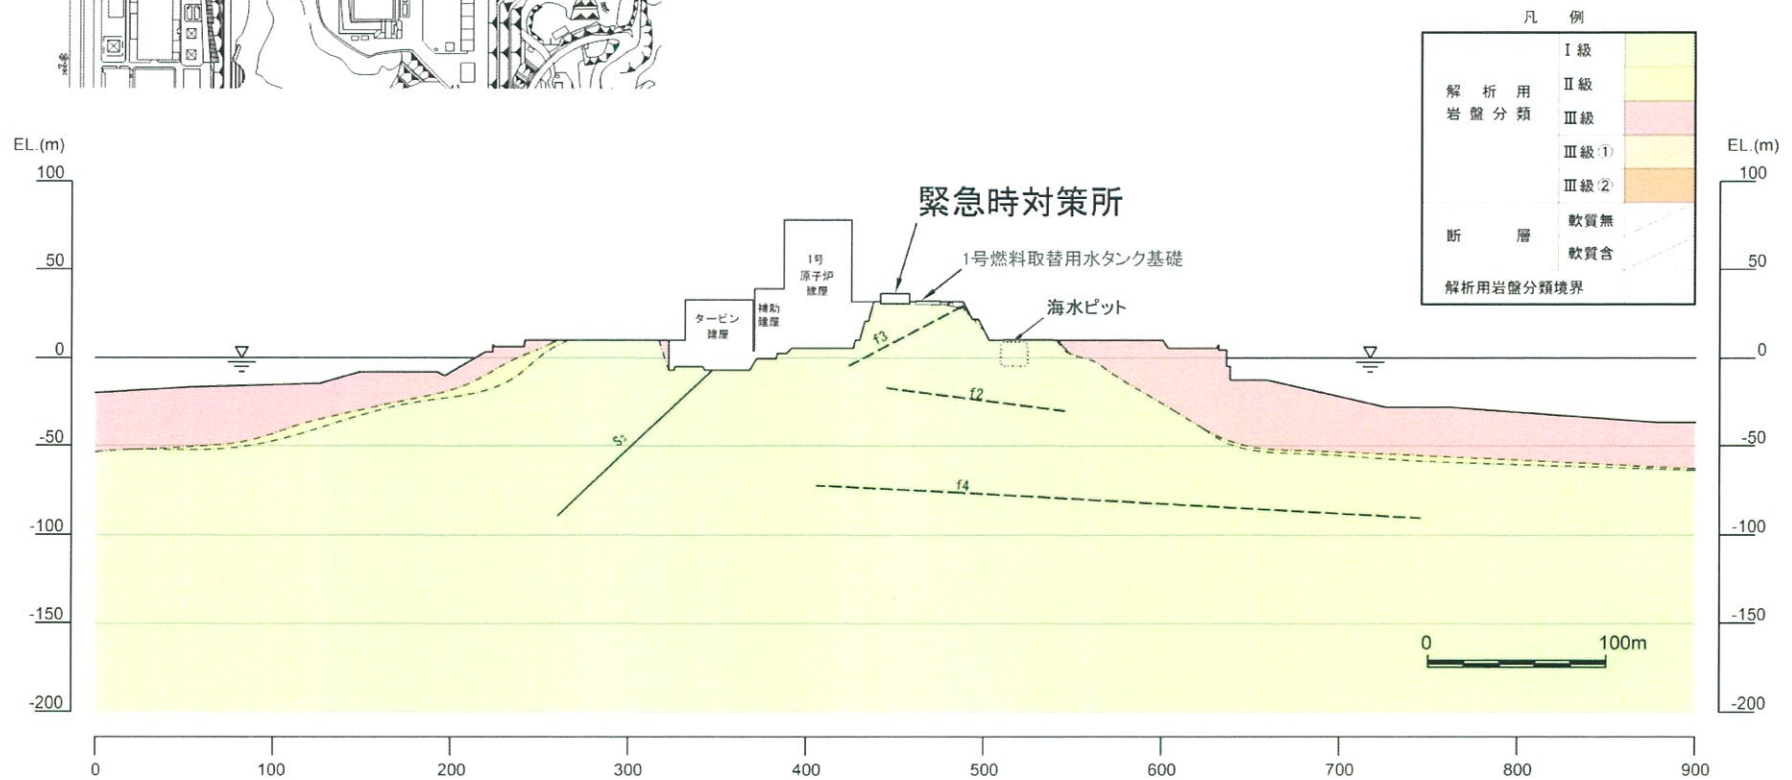 凡 例
解析用
岩盤分類
Ⅰ級
Ⅱ級
Ⅲ級
Ⅲ級①
Ⅲ級②
断層
軟質無
軟質含
解析用岩盤分類境界
EL.(m)
100
50
0
-50
-100
-150
-200
緊急時対策所
1号燃料取替用水タンク基礎
海水ピット
1号
原子炉
建屋
補助
建屋
タービン
建屋
f3
f2
f4
EL.(m)
100
50
0
-50
-100
-150
-200
0 100m
0 100 200 300 400 500 600 700 800 900